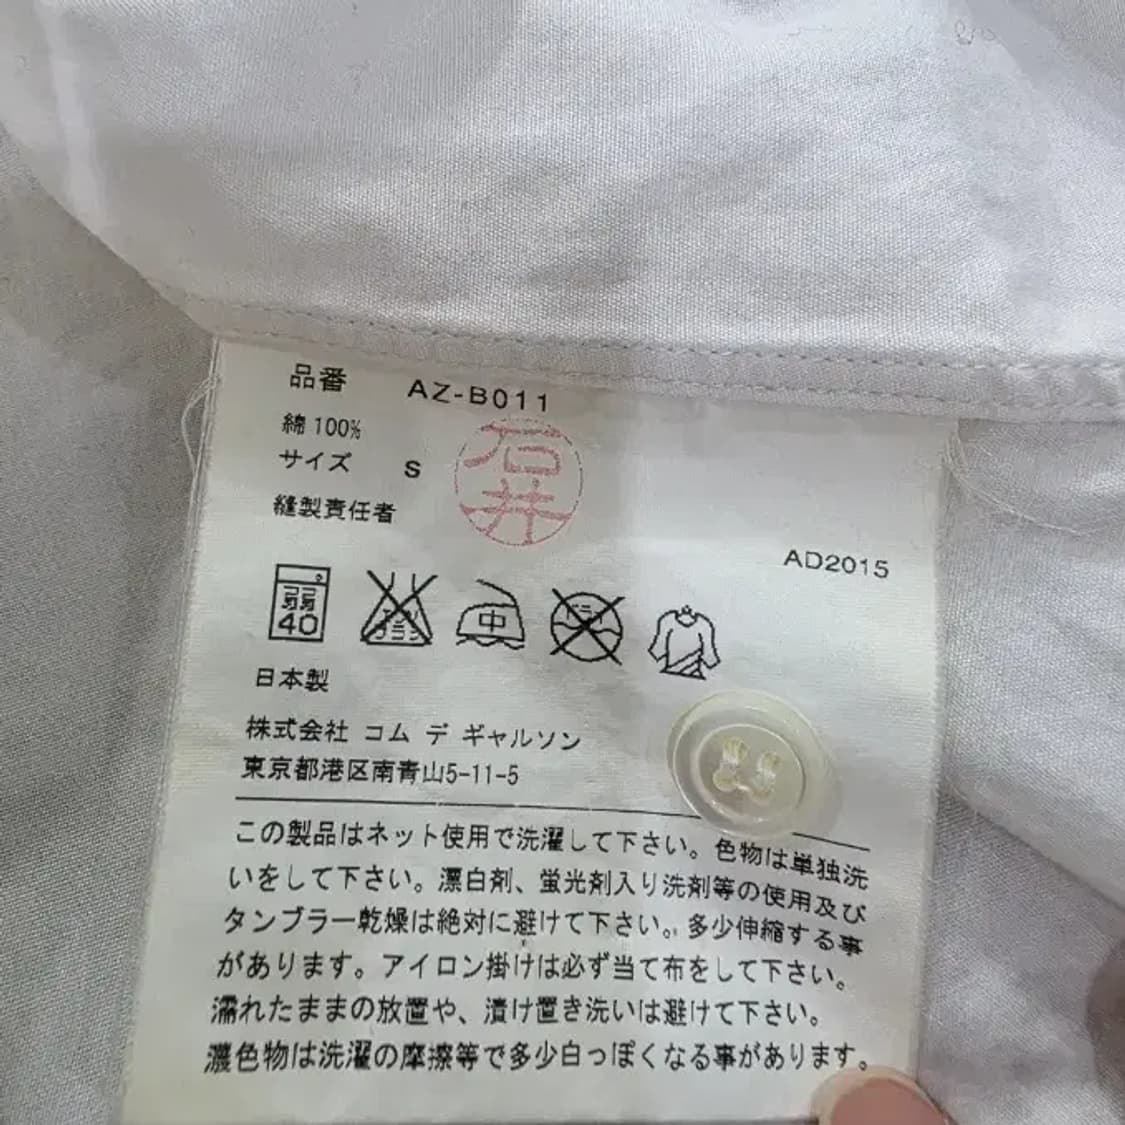 品番 AZ-B011
綿 100%
サイズ S
石井
縫製責任者
AD2015
弱
40
エンソ
サラシ
中
ドライ
日本製
株式会社 コム デ ギャルソン
東京都港区南青山5-11-5
この製品はネット使用で洗濯して下さい。色物は単独洗
いをして下さい。漂白剤、蛍光剤入り洗剤等の使用及び
タンブラー乾燥は絶対に避けて下さい。多少伸縮する事
があります。アイロン掛けは必ず当て布をして下さい。
濡れたままの放置や、漬け置き洗いは避けて下さい。
濃色物は洗濯の摩擦等で多少白っぽくなる事があります。